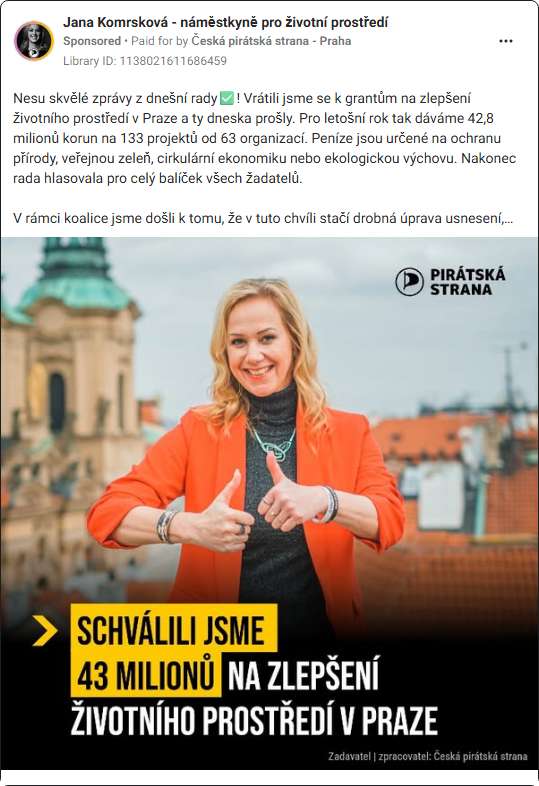 Jana Komrsková - náměstkyně pro životní prostředí
Sponsored • Paid for by Česká pirátská strana - Praha
Library ID: 1138021611686459
Nesu skvělé zprávy z dnešní rady✅! Vrátili jsme se k grantům na zlepšení
životního prostředí v Praze a ty dneska prošly. Pro letošní rok tak dáváme 42,8
milionů korun na 133 projektů od 63 organizací. Peníze jsou určené na ochranu
přírody, veřejnou zeleň, cirkulární ekonomiku nebo ekologickou výchovu. Nakonec
rada hlasovala pro celý balíček všech žadatelů.
V rámci koalice jsme došli k tomu, že v tuto chvíli stačí drobná úprava usnesení,...
PIRÁTSKÁ
STRANA
SCHVÁLILI JSME
43 MILIONŮ NA ZLEPŠENÍ
ŽIVOTNÍHO PROSTŘEDÍ V PRAZE
Zadavatel | zpracovatel: Česká pirátská strana